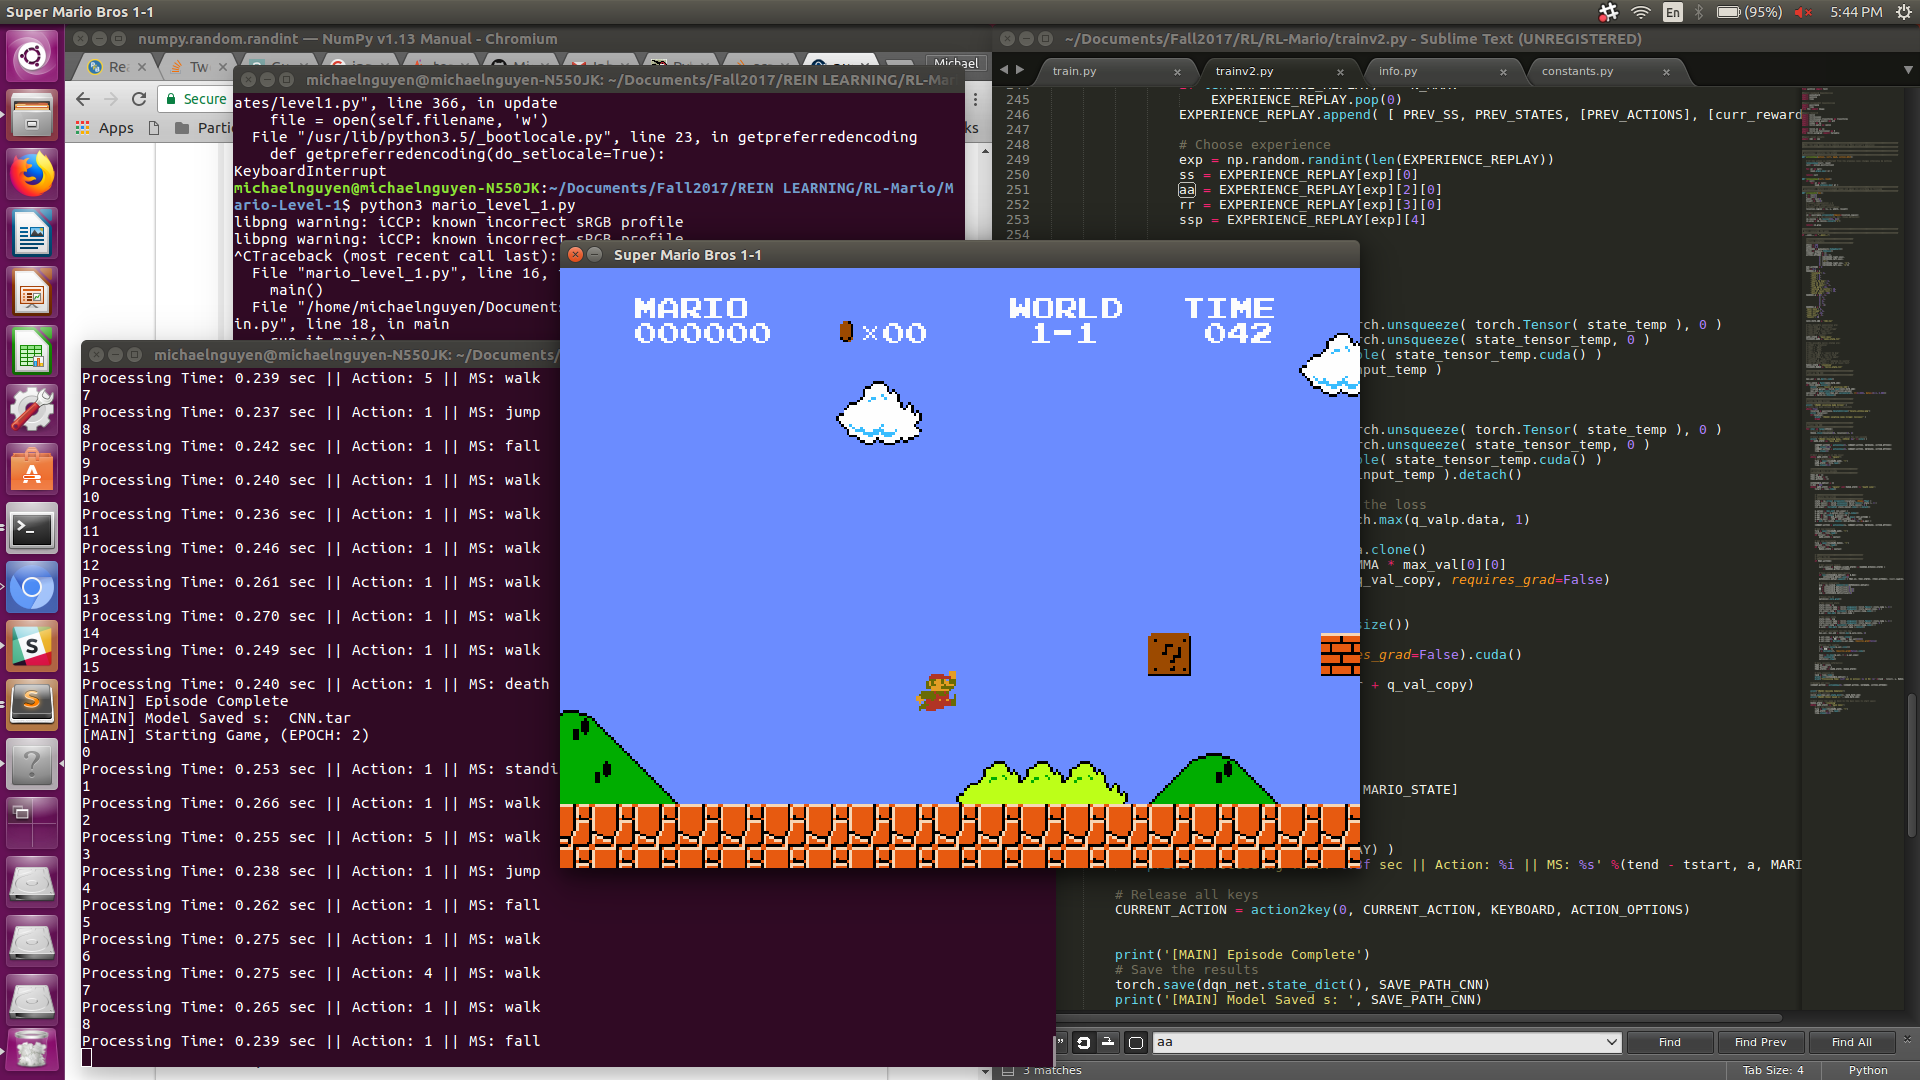 Super Mario Bros 1-1
En
(95%)
5:44 PM
numpy.random.randint — NumPy v1.13 Manual - Chromium
Michael
Secure
Apps
michaelnguyen@michaelnguyen-N550JK: ~/Documents/Fall2017/REIN LEARNING/RL-Ma
ates/level1.py", line 366, in update
file = open(self.filename, 'w')
File "/usr/lib/python3.5/_bootlocale.py", line 23, in getpreferredencoding
def getpreferredencoding(do_setlocale=True):
KeyboardInterrupt
michaelnguyen@michaelnguyen-N550JK:~/Documents/Fall2017/REIN LEARNING/RL-Mario/M
ario-Level-1$ python3 mario_level_1.py
libpng warning: iCCP: known incorrect sRGB profile
libpng warning: iCCP: known incorrect sRGB profile
^CTraceback (most recent call last):
File "mario_level_1.py", line 16,
main()
File "/home/michaelnguyen/Document
in.py", line 18, in main
run_it.main()
michaelnguyen@michaelnguyen-N550JK: ~/Documents/
Processing Time: 0.239 sec || Action: 5 || MS: walk
7
Processing Time: 0.237 sec || Action: 1 || MS: jump
8
Processing Time: 0.242 sec || Action: 1 || MS: fall
9
Processing Time: 0.240 sec || Action: 1 || MS: walk
10
Processing Time: 0.236 sec || Action: 1 || MS: walk
11
Processing Time: 0.246 sec || Action: 1 || MS: walk
12
Processing Time: 0.261 sec || Action: 1 || MS: walk
13
Processing Time: 0.270 sec || Action: 1 || MS: walk
14
Processing Time: 0.249 sec || Action: 1 || MS: walk
15
Processing Time: 0.240 sec || Action: 1 || MS: death
[MAIN] Episode Complete
[MAIN] Model Saved s:  CNN.tar
[MAIN] Starting Game, (EPOCH: 2)
0
Processing Time: 0.253 sec || Action: 1 || MS: standi
1
Processing Time: 0.266 sec || Action: 1 || MS: walk
2
Processing Time: 0.255 sec || Action: 5 || MS: walk
3
Processing Time: 0.238 sec || Action: 1 || MS: jump
4
Processing Time: 0.262 sec || Action: 1 || MS: fall
5
Processing Time: 0.275 sec || Action: 1 || MS: walk
6
Processing Time: 0.275 sec || Action: 4 || MS: walk
7
Processing Time: 0.265 sec || Action: 1 || MS: walk
8
Processing Time: 0.239 sec || Action: 1 || MS: fall
Super Mario Bros 1-1
MARIO WORLD TIME
000000 ×00 1-1 042
~/Documents/Fall2017/RL/RL-Mario/trainv2.py - Sublime Text (UNREGISTERED)
train.py trainv2.py info.py constants.py
245 EXPERIENCE_REPLAY.pop(0)
246 EXPERIENCE_REPLAY.append( [ PREV_SS, PREV_STATES, [PREV_ACTIONS], [curr_reward
247
248 # Choose experience
249 exp = np.random.randint(len(EXPERIENCE_REPLAY))
250 ss = EXPERIENCE_REPLAY[exp][0]
251 aa = EXPERIENCE_REPLAY[exp][2][0]
252 rr = EXPERIENCE_REPLAY[exp][3][0]
253 ssp = EXPERIENCE_REPLAY[exp][4]
254
rch.unsqueeze( torch.Tensor( state_temp ), 0 )
rch.unsqueeze( state_tensor_temp, 0 )
ble( state_tensor_temp.cuda() )
nput_temp )
rch.unsqueeze( torch.Tensor( state_temp ), 0 )
rch.unsqueeze( state_tensor_temp, 0 )
ble( state_tensor_temp.cuda() )
nput_temp ).detach()
the loss
ch.max(q_valp.data, 1)
a.clone()
MMA * max_val[0][0]
q_val_copy, requires_grad=False)
size())
es_grad=False).cuda()
r + q_val_copy)
MARIO_STATE]
AY) )
f sec || Action: %i || MS: %s' %(tend - tstart, a, MARI
# Release all keys
CURRENT_ACTION = action2key(0, CURRENT_ACTION, KEYBOARD, ACTION_OPTIONS)
print('[MAIN] Episode Complete')
# Save the results
torch.save(dqn_net.state_dict(), SAVE_PATH_CNN)
print('[MAIN] Model Saved s: ', SAVE_PATH_CNN)
aa
Find
Find Prev
Find All
3 matches
Tab Size: 4
Python